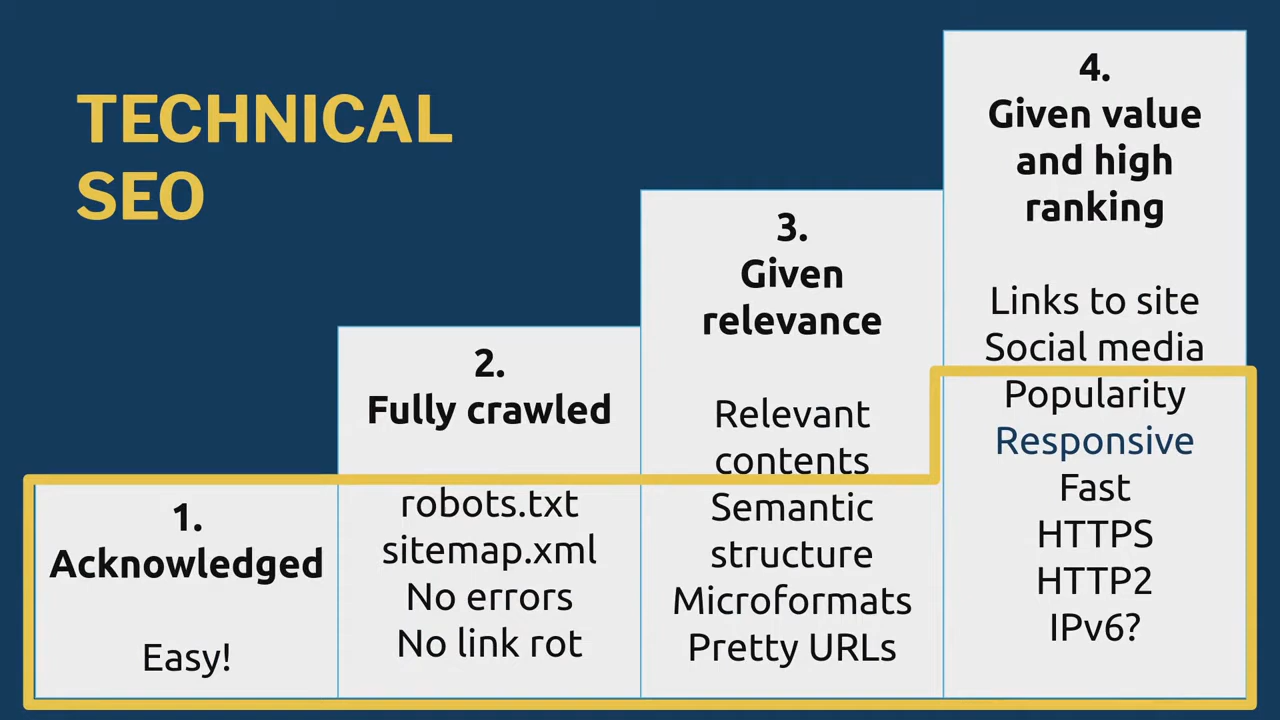 TECHNICAL
SEO
1.
Acknowledged
Easy!
2.
Fully crawled
robots.txt
sitemap.xml
No errors
No link rot
3.
Given
relevance
Relevant
contents
Semantic
structure
Microformats
Pretty URLs
4.
Given value
and high
ranking
Links to site
Social media
Popularity
Responsive
Fast
HTTPS
HTTP2
IPv6?